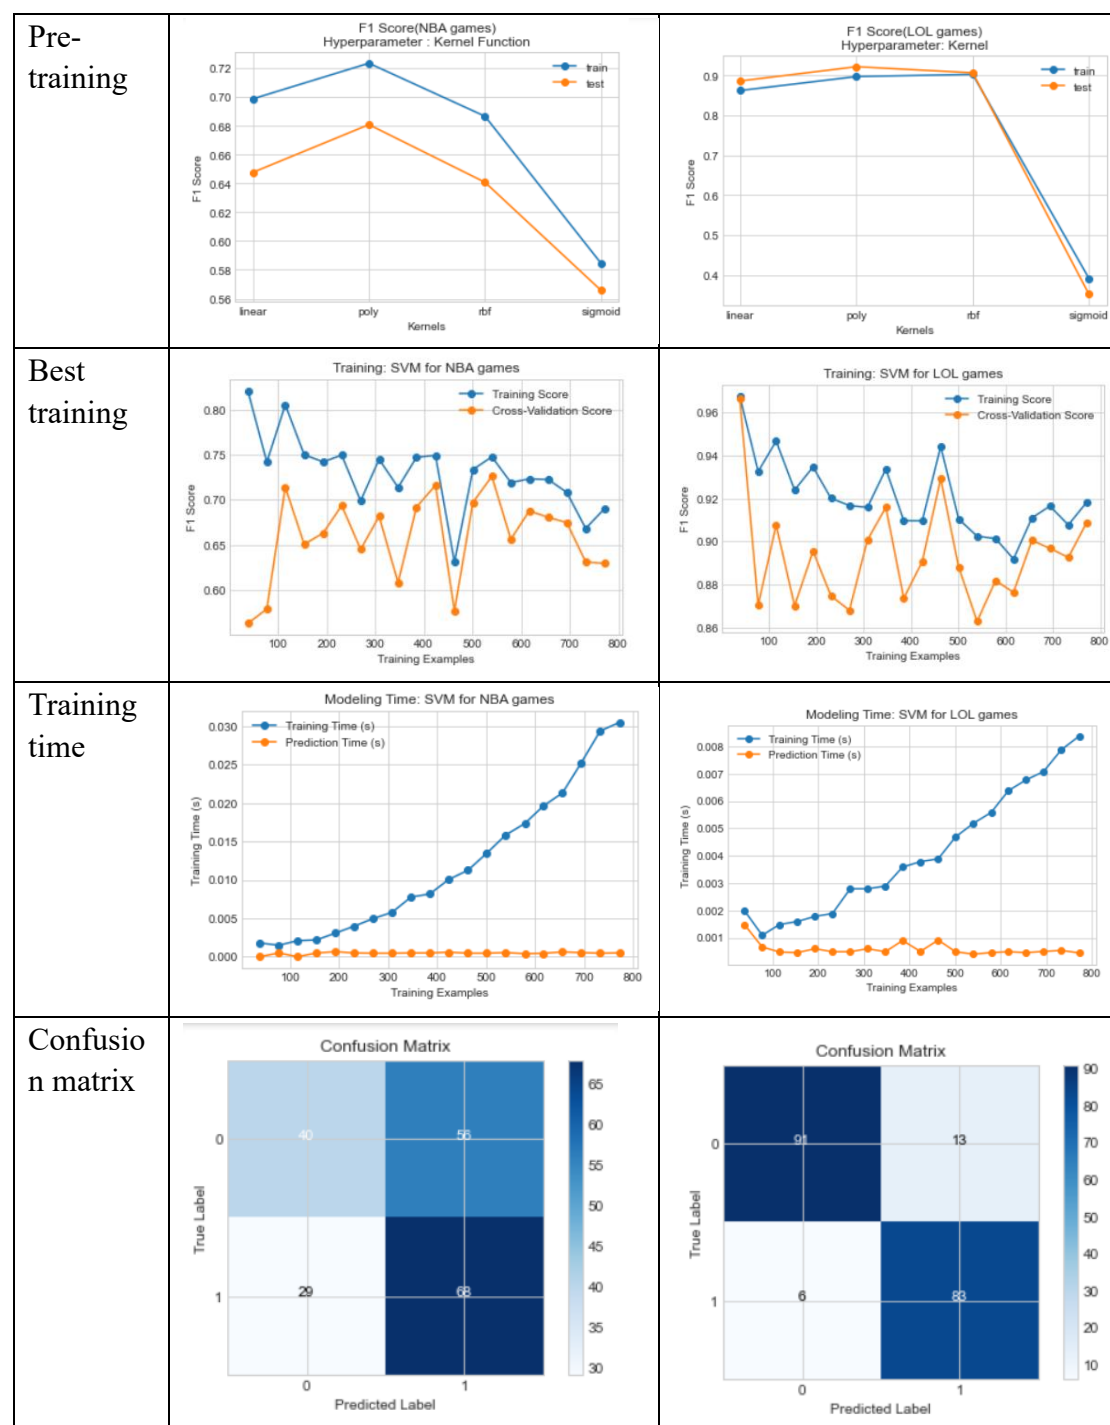 Pre-
training
F1 Score(NBA games)
Hyperparameter : Kernel Function
train
test
0.72
0.70
0.68
0.66
0.64
0.62
0.60
0.58
0.56
F1 Score
linear
poly
rbf
sigmoid
Kernels
F1 Score(LOL games)
Hyperparameter: Kernel
train
test
0.9
0.8
0.7
0.6
0.5
0.4
F1 Score
linear
poly
rbf
sigmoid
Kernels
Best
training
Training: SVM for NBA games
Training Score
Cross-Validation Score
0.80
0.75
0.70
0.65
0.60
F1 Score
100 200 300 400 500 600 700 800
Training Examples
Training: SVM for LOL games
Training Score
Cross-Validation Score
0.96
0.94
0.92
0.90
0.88
0.86
F1 Score
100 200 300 400 500 600 700 800
Training Examples
Training
time
Modeling Time: SVM for NBA games
Training Time (s)
Prediction Time (s)
0.030
0.025
0.020
0.015
0.010
0.005
0.000
Training Time (s)
100 200 300 400 500 600 700 800
Training Examples
Modeling Time: SVM for LOL games
Training Time (s)
Prediction Time (s)
0.008
0.007
0.006
0.005
0.004
0.003
0.002
0.001
Training Time (s)
100 200 300 400 500 600 700 800
Training Examples
Confusio
n matrix
Confusion Matrix
0
1
True Label
40
56
29
68
0 1
Predicted Label
65
60
55
50
45
40
35
30
Confusion Matrix
0
1
True Label
91
13
6
83
0 1
Predicted Label
90
80
70
60
50
40
30
20
10